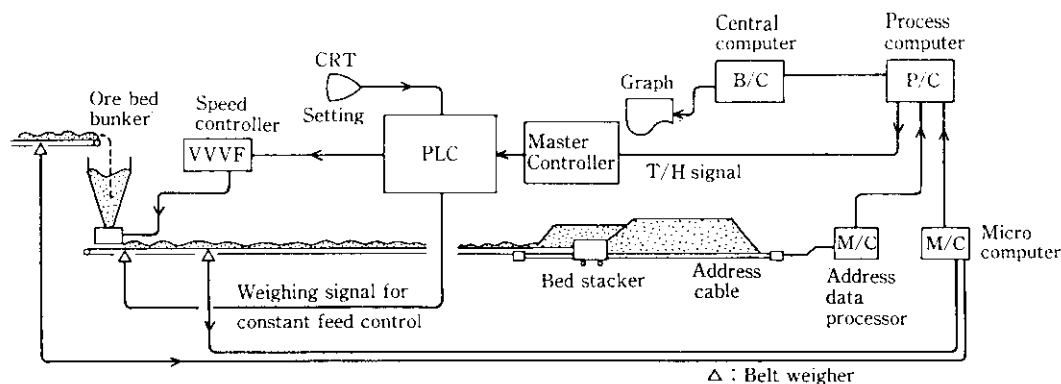 Central
computer
Process
computer
CRT
Graph
B/C
P/C
Ore bed
bunker
Speed
controller
Setting
VVVF
PLC
Master
Controller
T/H signal
M/C
M/C
Micro
computer
Bed stacker
Address
cable
Address
data
processor
Weighing signal for
constant feed control
△ : Belt weigher